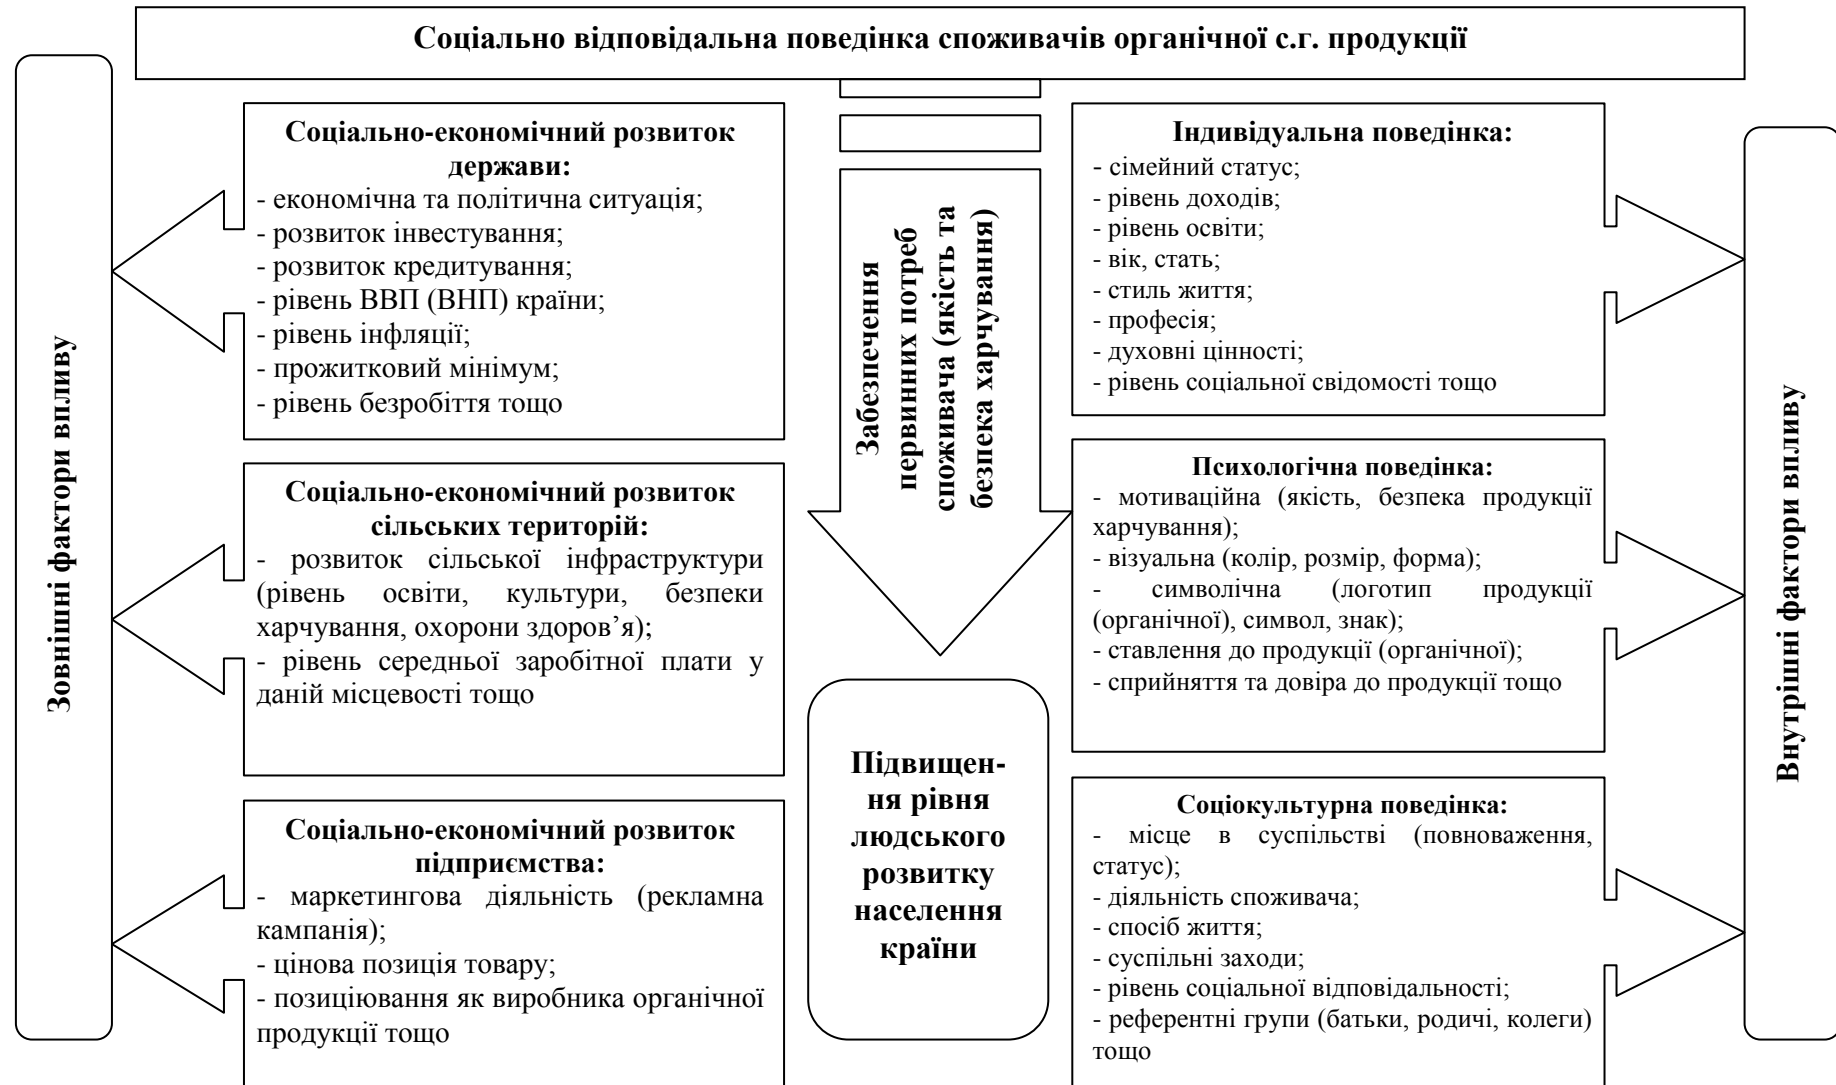 Соціально відповідальна поведінка споживачів органічної с.г. продукції
Зовнішні фактори впливу
Соціально-економічний розвиток
держави:
- економічна та політична ситуація;
- розвиток інвестування;
- розвиток кредитування;
- рівень ВВП (ВНП) країни;
- рівень інфляції;
- прожитковий мінімум;
- рівень безробіття тощо
Соціально-економічний розвиток
сільських територій:
- розвиток сільської інфраструктури
(рівень освіти, культури, безпеки
харчування, охорони здоров’я);
- рівень середньої заробітної плати у
даній місцевості тощо
Соціально-економічний розвиток
підприємства:
- маркетингова діяльність (рекламна
кампанія);
- цінова позиція товару;
- позиціювання як виробника органічної
продукції тощо
Забезпечення
первинних потреб
споживача (якість та
безпека харчування)
Підвищен-
ня рівня
людського
розвитку
населення
країни
Індивідуальна поведінка:
- сімейний статус;
- рівень доходів;
- рівень освіти;
- вік, стать;
- стиль життя;
- професія;
- духовні цінності;
- рівень соціальної свідомості тощо
Психологічна поведінка:
- мотиваційна (якість, безпека продукції
харчування);
- візуальна (колір, розмір, форма);
- символічна (логотип продукції
(органічної), символ, знак);
- ставлення до продукції (органічної);
- сприйняття та довіра до продукції тощо
Соціокультурна поведінка:
- місце в суспільстві (повноваження,
статус);
- діяльність споживача;
- спосіб життя;
- суспільні заходи;
- рівень соціальної відповідальності;
- референтні групи (батьки, родичі, колеги)
тощо
Внутрішні фактори впливу